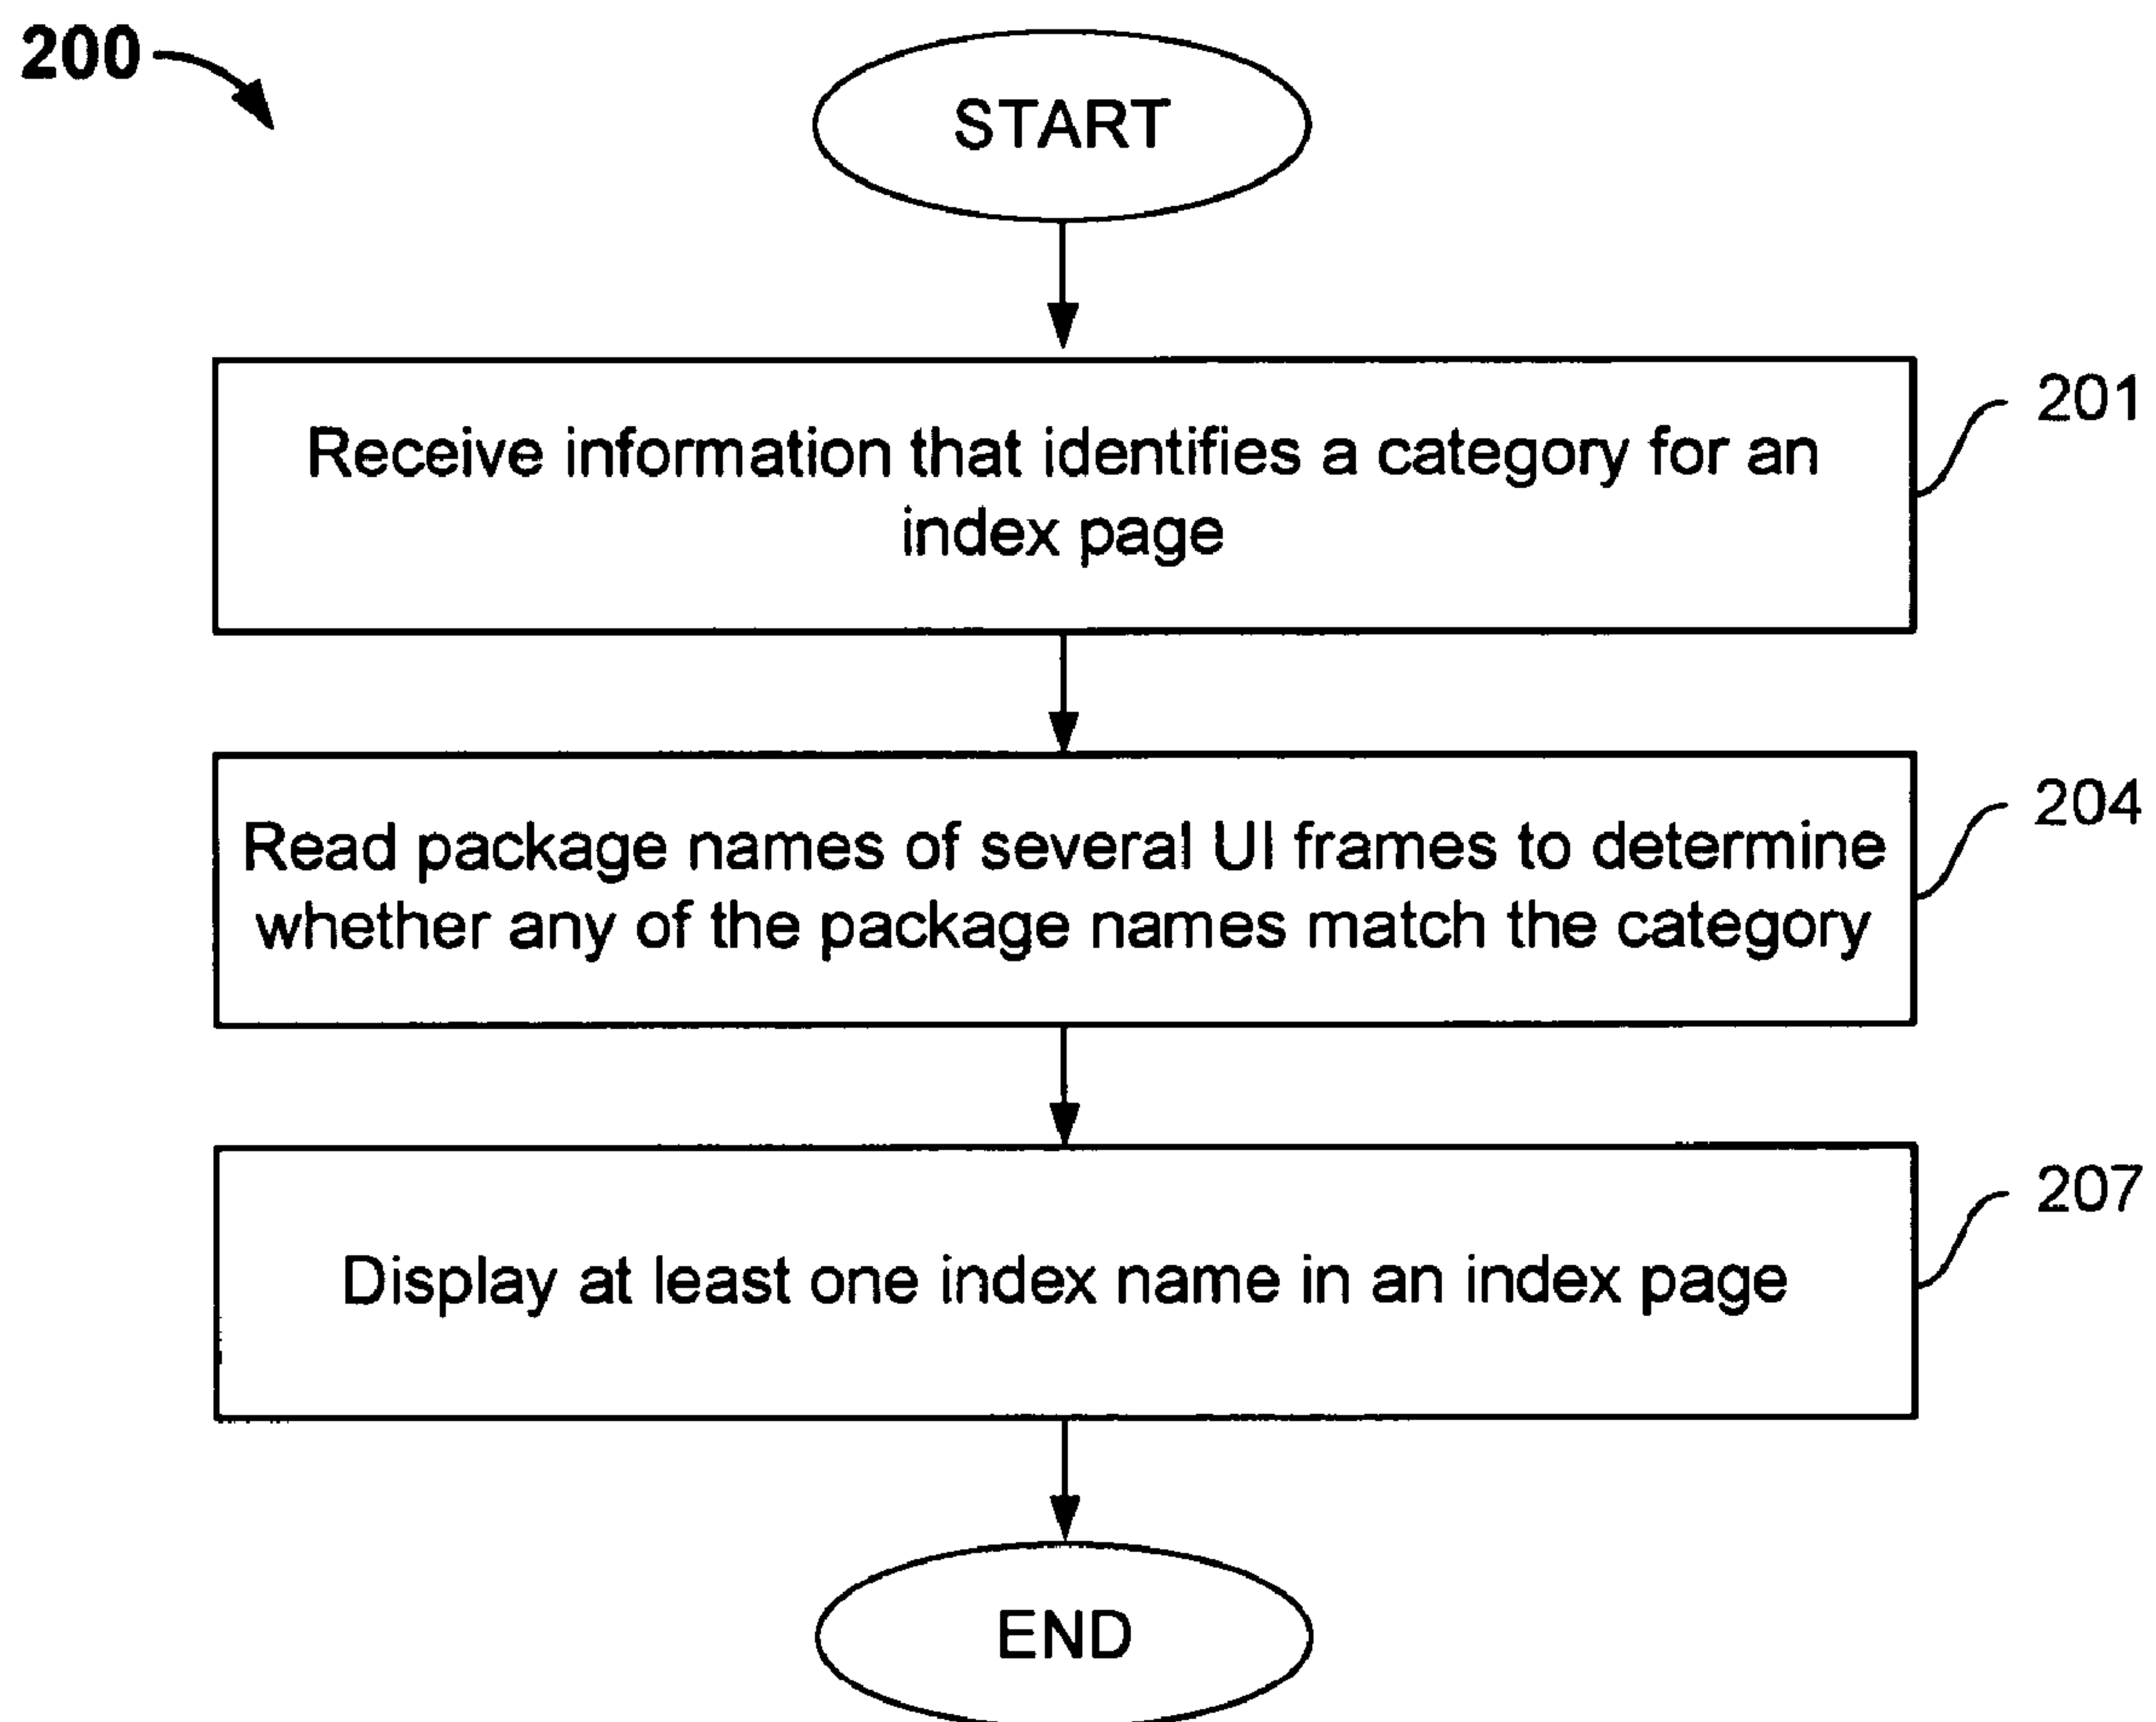 200
START
Receive information that identifies a category for an
index page
201
Read package names of several UI frames to determine
whether any of the package names match the category
204
Display at least one index name in an index page
207
END